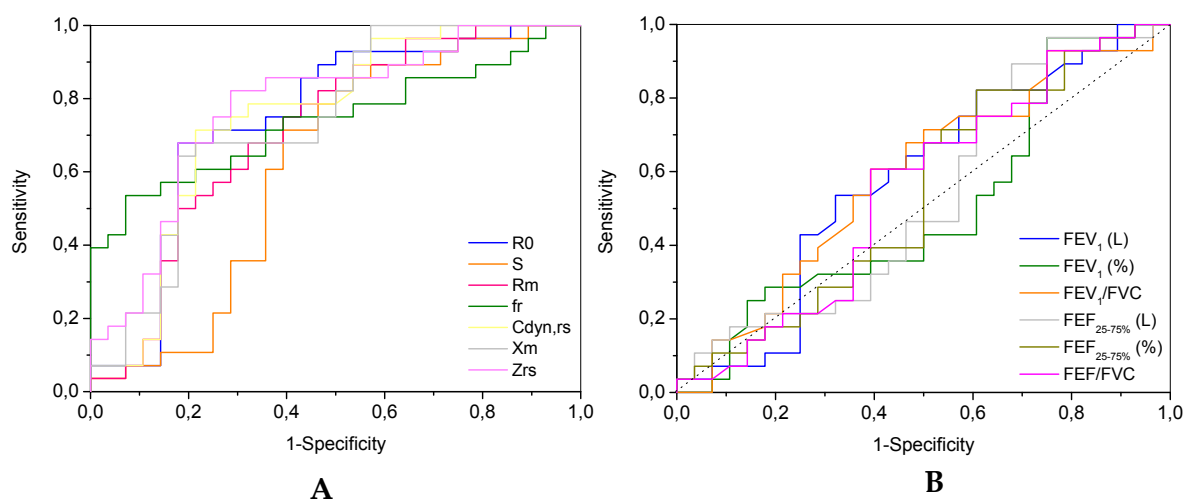 1,0
0,8
0,6
0,4
0,2
0,0
Sensitivity
0,0 0,2 0,4 0,6 0,8 1,0
1-Specificity
R0
S
Rm
fr
Cdyn,rs
Xm
Zrs
A
1,0
0,8
0,6
0,4
0,2
0,0
Sensitivity
0,0 0,2 0,4 0,6 0,8 1,0
1-Specificity
FEV1 (L)
FEV1 (%)
FEV1/FVC
FEF25-75% (L)
FEF25-75% (%)
FEF/FVC
B